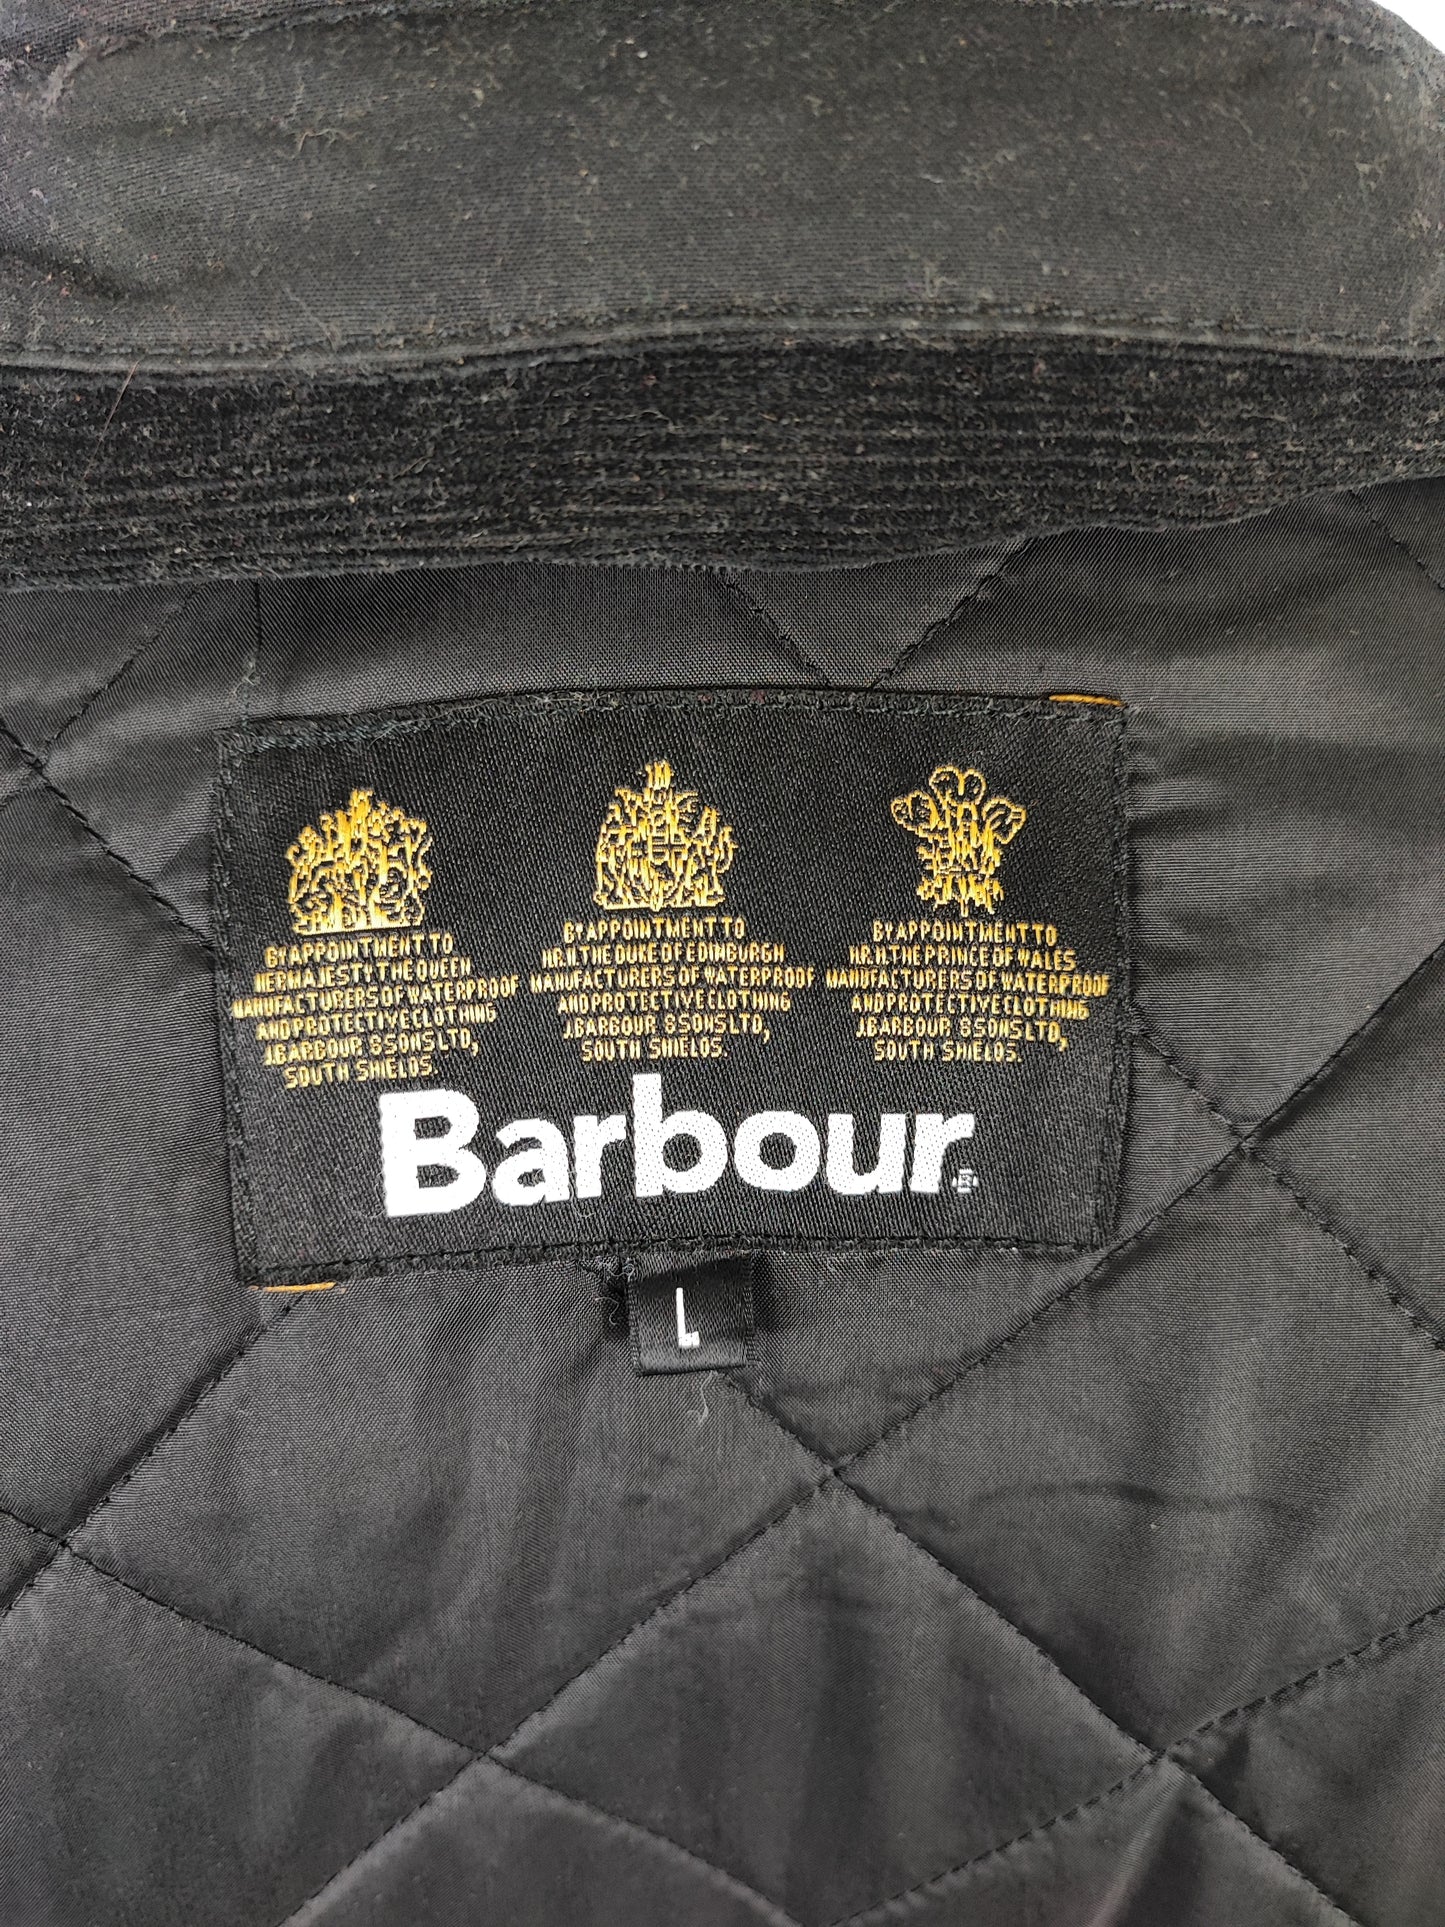 BY APPOINTMENT TO
HER MAJESTY THE QUEEN
MANUFACTURERS OF WATERPROOF
AND PROTECTIVE CLOTHING
J.BARBOUR & SONS LTD,
SOUTH SHIELDS.
BY APPOINTMENT TO
H.R.H. THE DUKE OF EDINBURGH
MANUFACTURERS OF WATERPROOF
AND PROTECTIVE CLOTHING
J.BARBOUR & SONS LTD,
SOUTH SHIELDS.
BY APPOINTMENT TO
H.R.H. THE PRINCE OF WALES
MANUFACTURERS OF WATERPROOF
AND PROTECTIVE CLOTHING
J.BARBOUR & SONS LTD,
SOUTH SHIELDS.
Barbour®
L